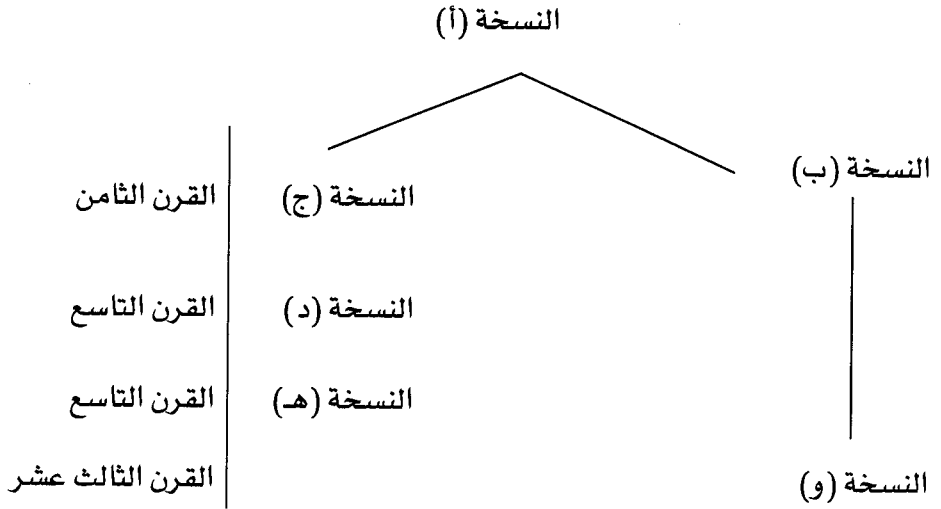 النسخة (أ)
النسخة (ب)
النسخة (ج) القرن الثامن
النسخة (د) القرن التاسع
النسخة (هـ) القرن التاسع
النسخة (و) القرن الثالث عشر